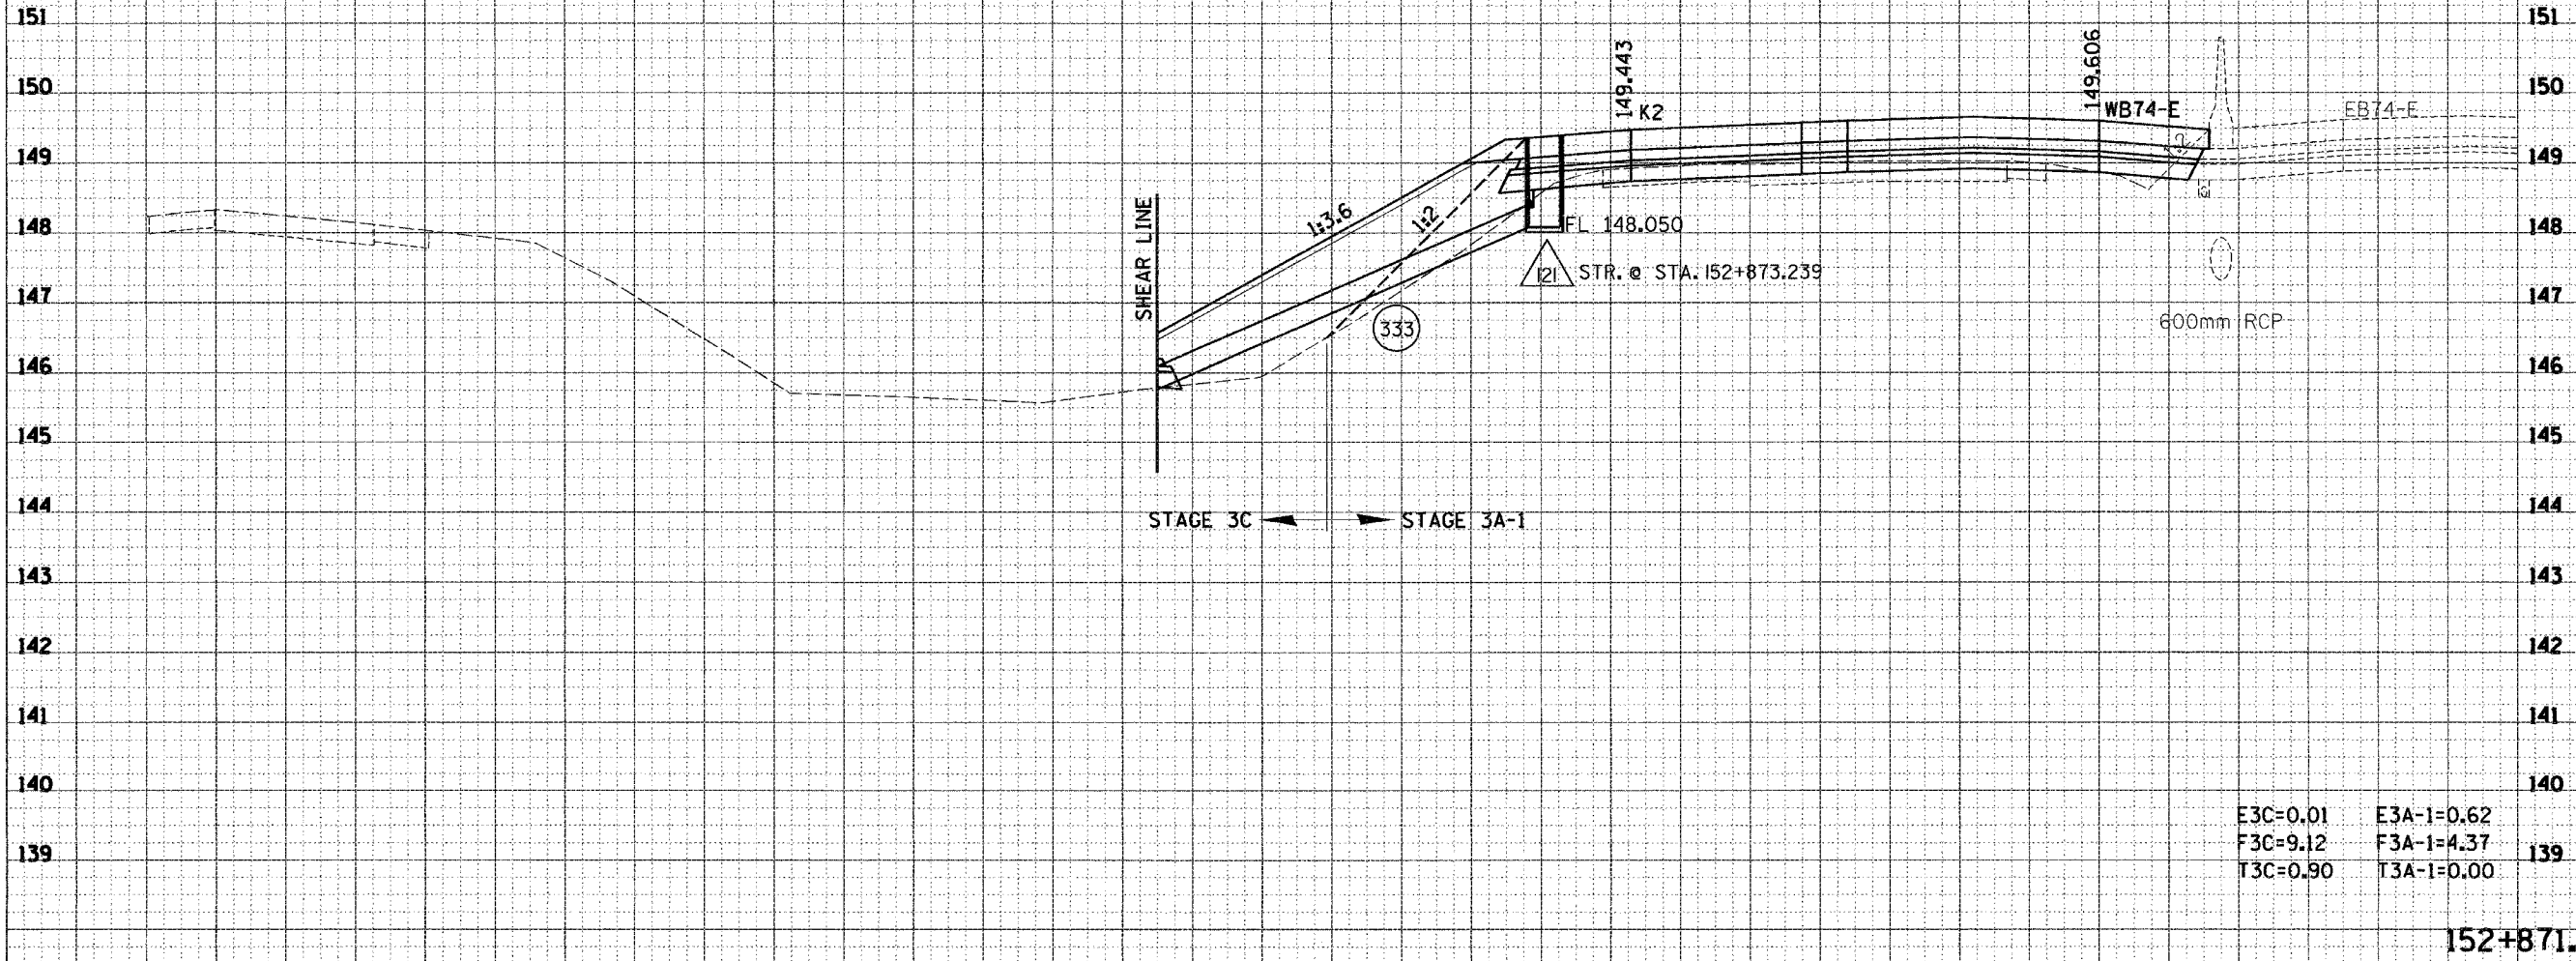 151 151
150 150
149 149
148 148
147 147
146 146
145 145
144 144
143 143
142 142
141 141
140 140
139 139
149.443
K2
149.606
WB74-E
EB74-E
SHEAR LINE
1:3.6
1:2
FL 148.050
121 STR. @ STA. 152+873.239
333
600mm RCP
STAGE 3C STAGE 3A-1
E3C=0.01 E3A-1=0.62
F3C=9.12 F3A-1=4.37
T3C=0.90 T3A-1=0.00
152+871.